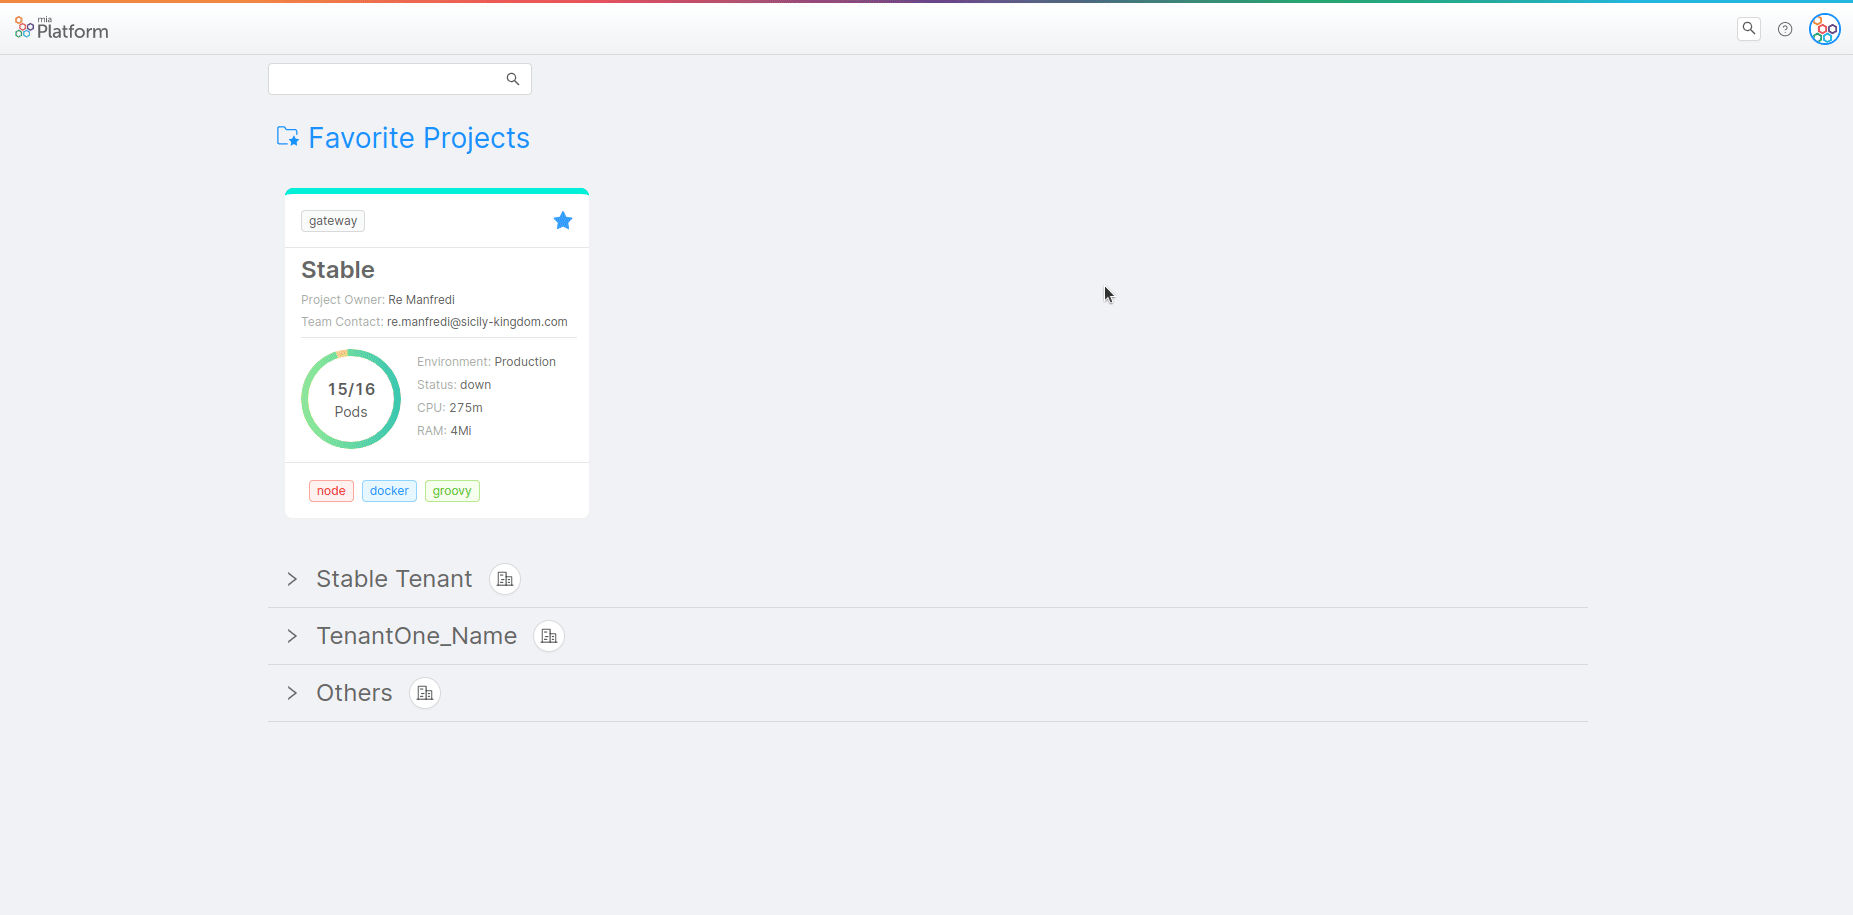 mia
Platform
Favorite Projects
gateway
Stable
Project Owner: Re Manfredi
Team Contact: re.manfredi@sicily-kingdom.com
15/16
Pods
Environment: Production
Status: down
CPU: 275m
RAM: 4Mi
node docker groovy
Stable Tenant
TenantOne_Name
Others